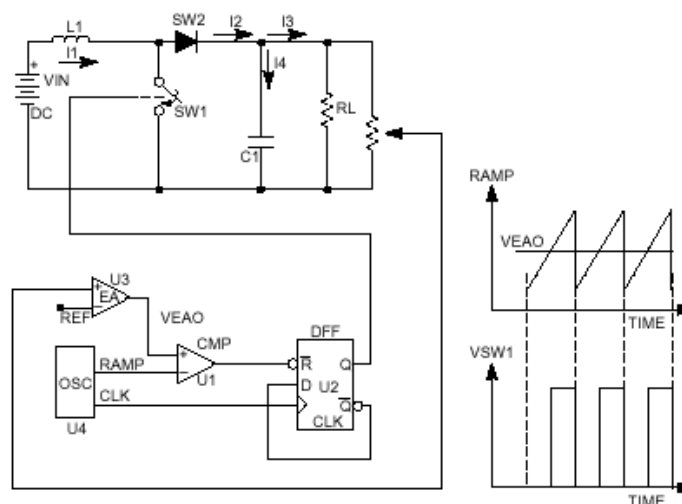 L1
I1
SW2
I2
I3
I4
+
VIN
DC
SW1
C1
RL
RAMP
VEAO
TIME
VSW1
TIME
U3
+
EA
−
REF
VEAO
CMP
+
−
U1
OSC
RAMP
CLK
U4
DFF
R
Q
D
U2
Q
CLK